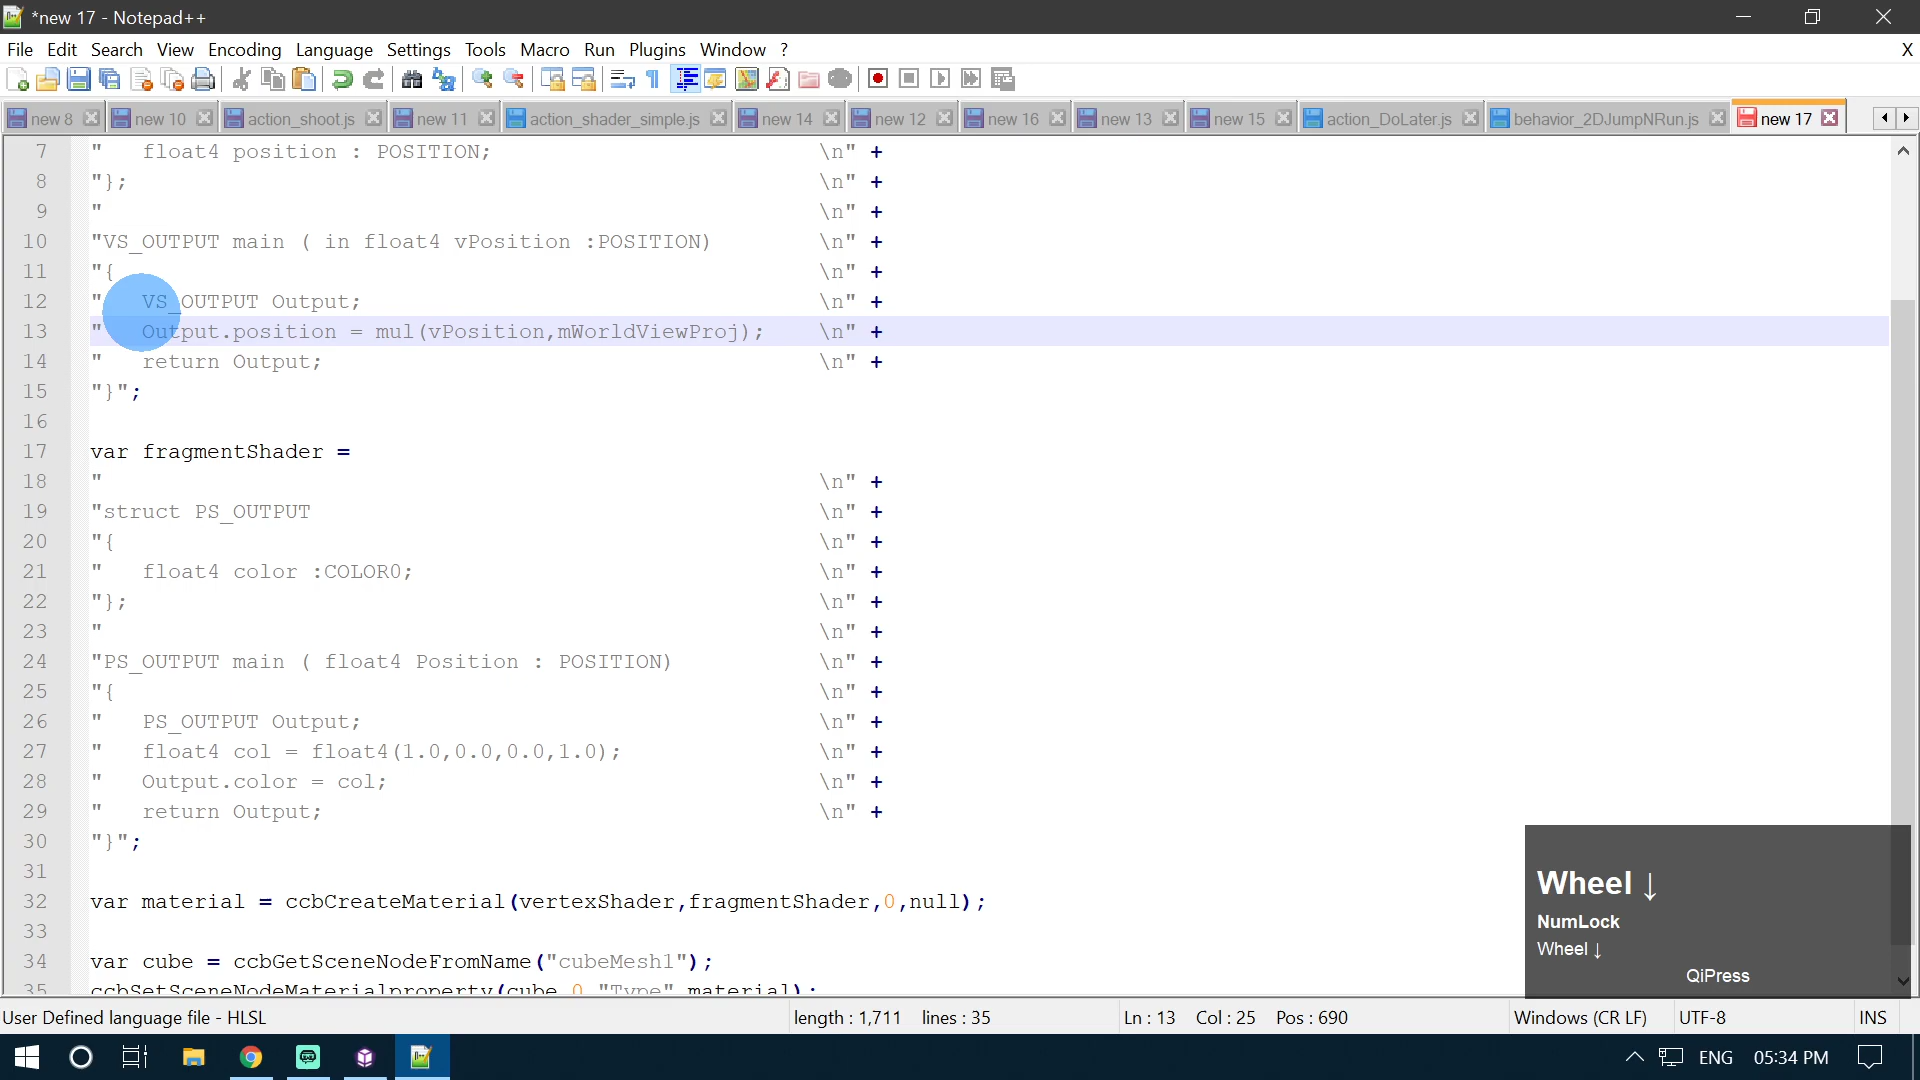 *new 17 - Notepad++
File Edit Search View Encoding Language Settings Tools Macro Run Plugins Window ? X
new 8 new 10 action_shoot.js new 11 action_shader_simple.js new 14 new 12 new 16 new 13 new 15 action_DoLater.js behavior_2DJumpNRun.js new 17
7 " float4 position : POSITION; \n" +
8 "}; \n" +
9 " \n" +
10 "VS_OUTPUT main ( in float4 vPosition :POSITION) \n" +
11 "{ \n" +
12 " VS_OUTPUT Output; \n" +
13 " Output.position = mul(vPosition,mWorldViewProj); \n" +
14 " return Output; \n" +
15 "}";
16
17 var fragmentShader =
18 " \n" +
19 "struct PS_OUTPUT \n" +
20 "{ \n" +
21 " float4 color :COLOR0; \n" +
22 "}; \n" +
23 " \n" +
24 "PS_OUTPUT main ( float4 Position : POSITION) \n" +
25 "{ \n" +
26 " PS_OUTPUT Output; \n" +
27 " float4 col = float4(1.0,0.0,0.0,1.0); \n" +
28 " Output.color = col; \n" +
29 " return Output; \n" +
30 "}";
31
32 var material = ccbCreateMaterial(vertexShader,fragmentShader,0,null);
33
34 var cube = ccbGetSceneNodeFromName("cubeMesh1");
35 ccbSetSceneNodeMaterialproperty(cube,0,"Type",material);
Wheel ↓
NumLock
Wheel ↓
QiPress
User Defined language file - HLSL length : 1,711 lines : 35 Ln : 13 Col : 25 Pos : 690 Windows (CR LF) UTF-8 INS
ENG 05:34 PM